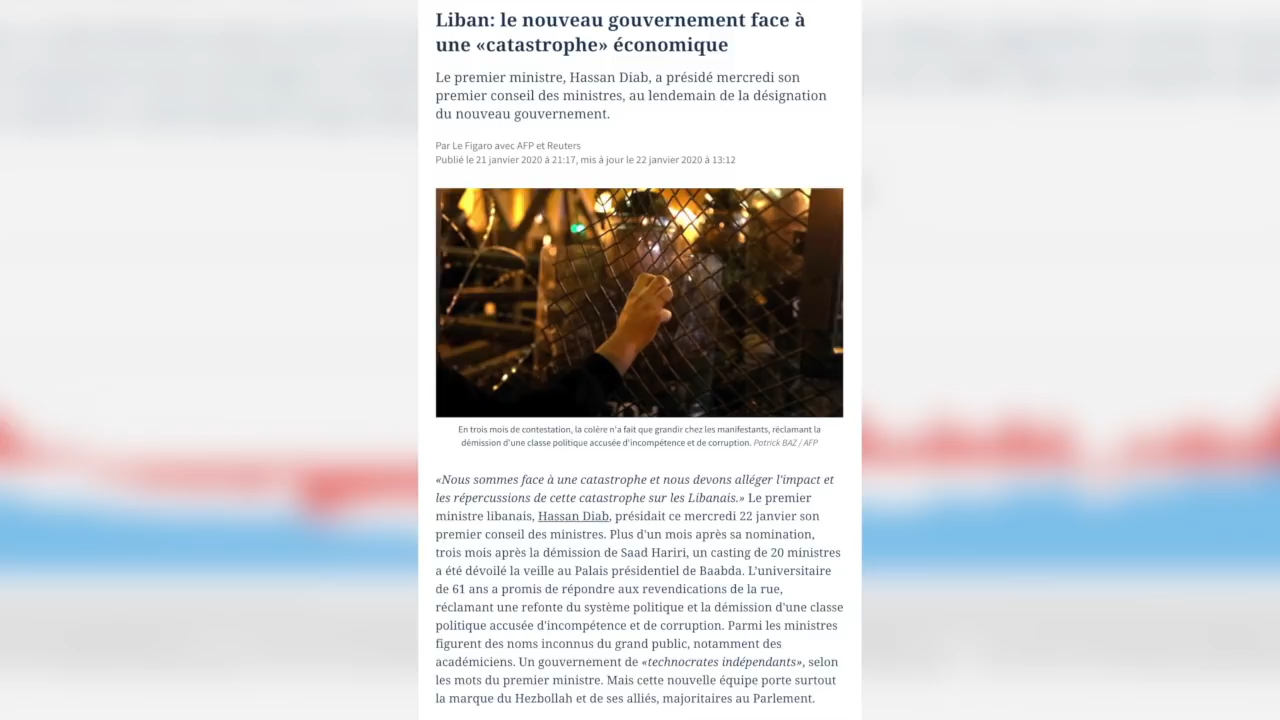 Liban: le nouveau gouvernement face à
une «catastrophe» économique
Le premier ministre, Hassan Diab, a présidé mercredi son
premier conseil des ministres, au lendemain de la désignation
du nouveau gouvernement.
Par Le Figaro avec AFP et Reuters
Publié le 21 janvier 2020 à 21:17, mis à jour le 22 janvier 2020 à 13:12
En trois mois de contestation, la colère n'a fait que grandir chez les manifestants, réclamant la
démission d'une classe politique accusée d'incompétence et de corruption. Patrick BAZ / AFP
«Nous sommes face à une catastrophe et nous devons alléger l'impact et
les répercussions de cette catastrophe sur les Libanais.» Le premier
ministre libanais, Hassan Diab, présidait ce mercredi 22 janvier son
premier conseil des ministres. Plus d'un mois après sa nomination,
trois mois après la démission de Saad Hariri, un casting de 20 ministres
a été dévoilé la veille au Palais présidentiel de Baabda. L'universitaire
de 61 ans a promis de répondre aux revendications de la rue,
réclamant une refonte du système politique et la démission d'une classe
politique accusée d'incompétence et de corruption. Parmi les ministres
figurent des noms inconnus du grand public, notamment des
académiciens. Un gouvernement de «technocrates indépendants», selon
les mots du premier ministre. Mais cette nouvelle équipe porte surtout
la marque du Hezbollah et de ses alliés, majoritaires au Parlement.